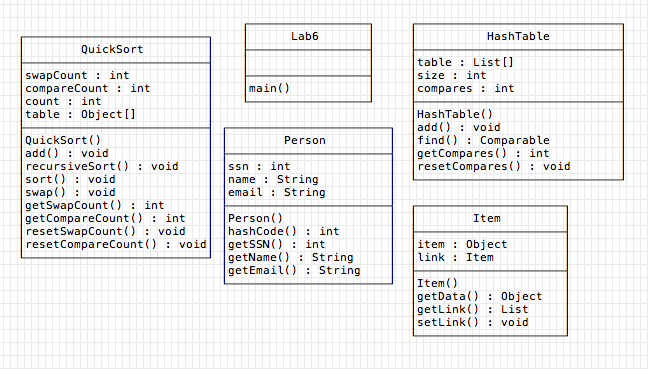 QuickSort
swapCount : int
compareCount : int
count : int
table : Object[]
QuickSort()
add() : void
recursiveSort() : void
sort() : void
swap() : void
getSwapCount() : int
getCompareCount() : int
resetSwapCount() : void
resetCompareCount() : void
Lab6
main()
Person
ssn : int
name : String
email : String
Person()
hashCode() : int
getSSN() : int
getName() : String
getEmail() : String
HashTable
table : List[]
size : int
compares : int
HashTable()
add() : void
find() : Comparable
getCompares() : int
resetCompares() : void
Item
item : Object
link : Item
Item()
getData() : Object
getLink() : List
setLink() : void